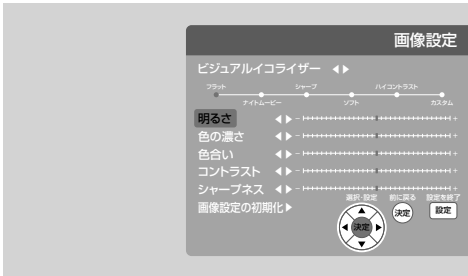 画像設定
ビジュアルイコライザー
フラット シャープ ハイコントラスト
ナイトムービー ソフト カスタム
明るさ - +
色の濃さ - +
色合い - +
コントラスト - +
シャープネス - +
画像設定の初期化
選択・設定 前に戻る 設定を終了
決定 決定 設定